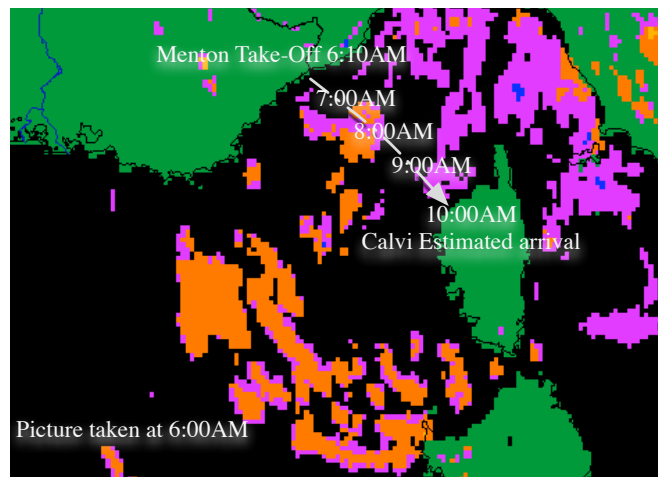 Menton Take-Off 6:10AM
7:00AM
8:00AM
9:00AM
10:00AM
Calvi Estimated arrival
Picture taken at 6:00AM